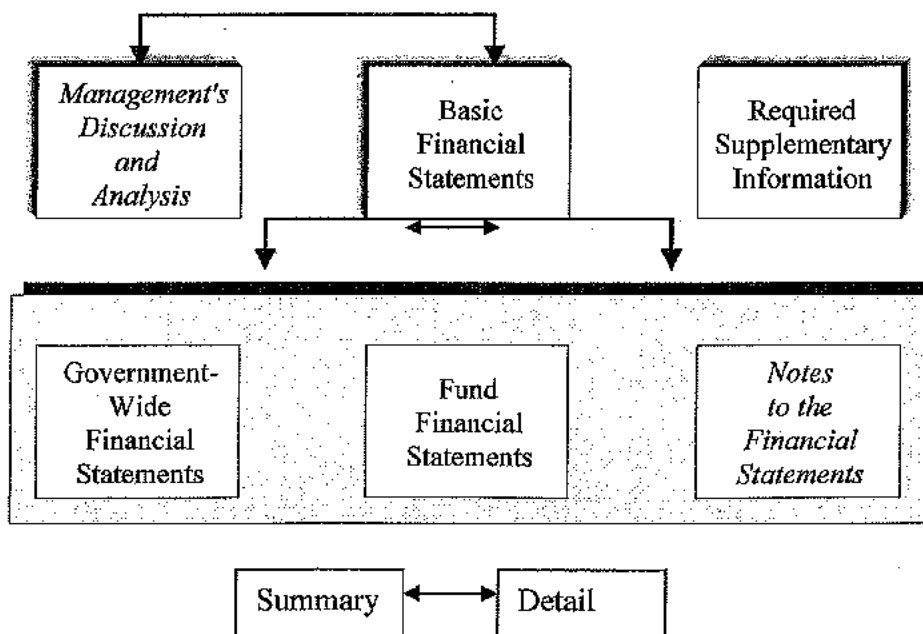 Management's
Discussion
and
Analysis
Basic
Financial
Statements
Required
Supplementary
Information
Government-
Wide
Financial
Statements
Fund
Financial
Statements
Notes
to the
Financial
Statements
Summary
Detail